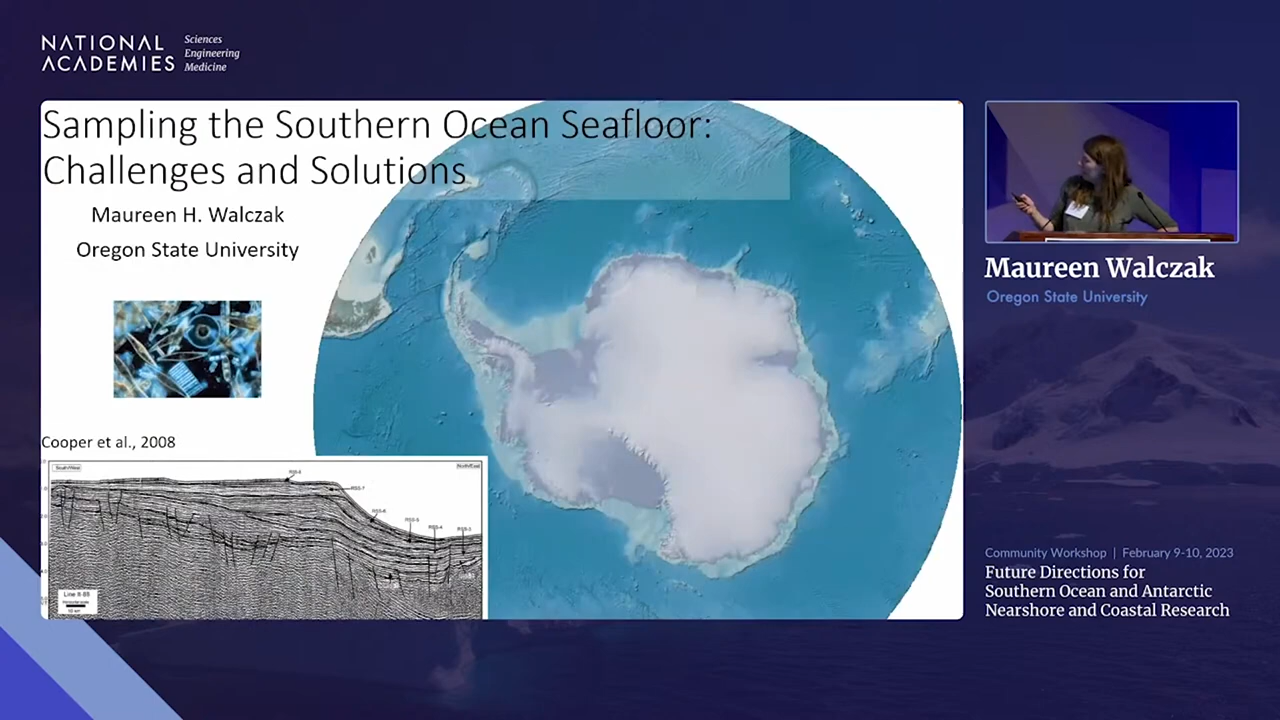 NATIONAL
ACADEMIES
Sciences
Engineering
Medicine
Sampling the Southern Ocean Seafloor:
Challenges and Solutions
Maureen H. Walczak
Oregon State University
Cooper et al., 2008
Maureen Walczak
Oregon State University
Community Workshop | February 9-10, 2023
Future Directions for
Southern Ocean and Antarctic
Nearshore and Coastal Research